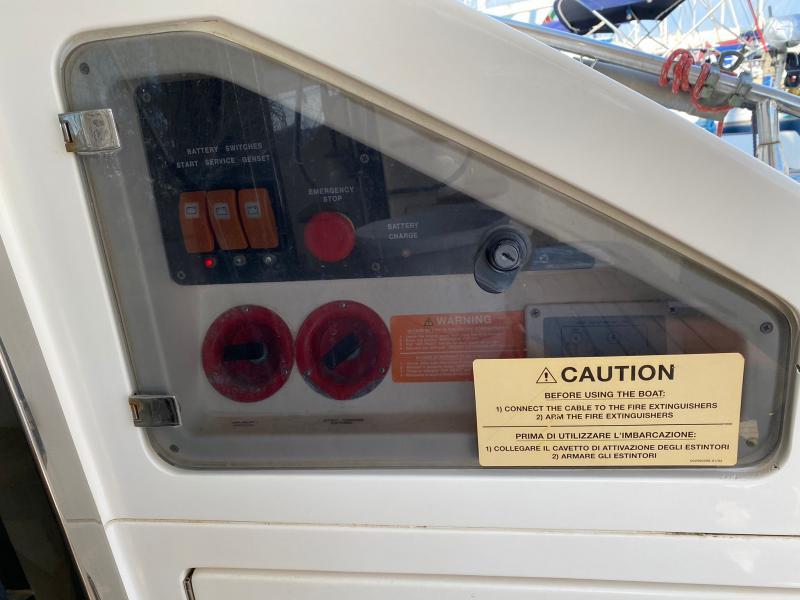 BATTERY SWITCHES
START SERVICE GENSET
EMERGENCY
STOP
BATTERY
CHARGE
WARNING
CAUTION
BEFORE USING THE BOAT:
1) CONNECT THE CABLE TO THE FIRE EXTINGUISHERS
2) ARM THE FIRE EXTINGUISHERS
PRIMA DI UTILIZZARE L'IMBARCAZIONE:
1) COLLEGARE IL CAVETTO DI ATTIVAZIONE DEGLI ESTINTORI
2) ARMARE GLI ESTINTORI